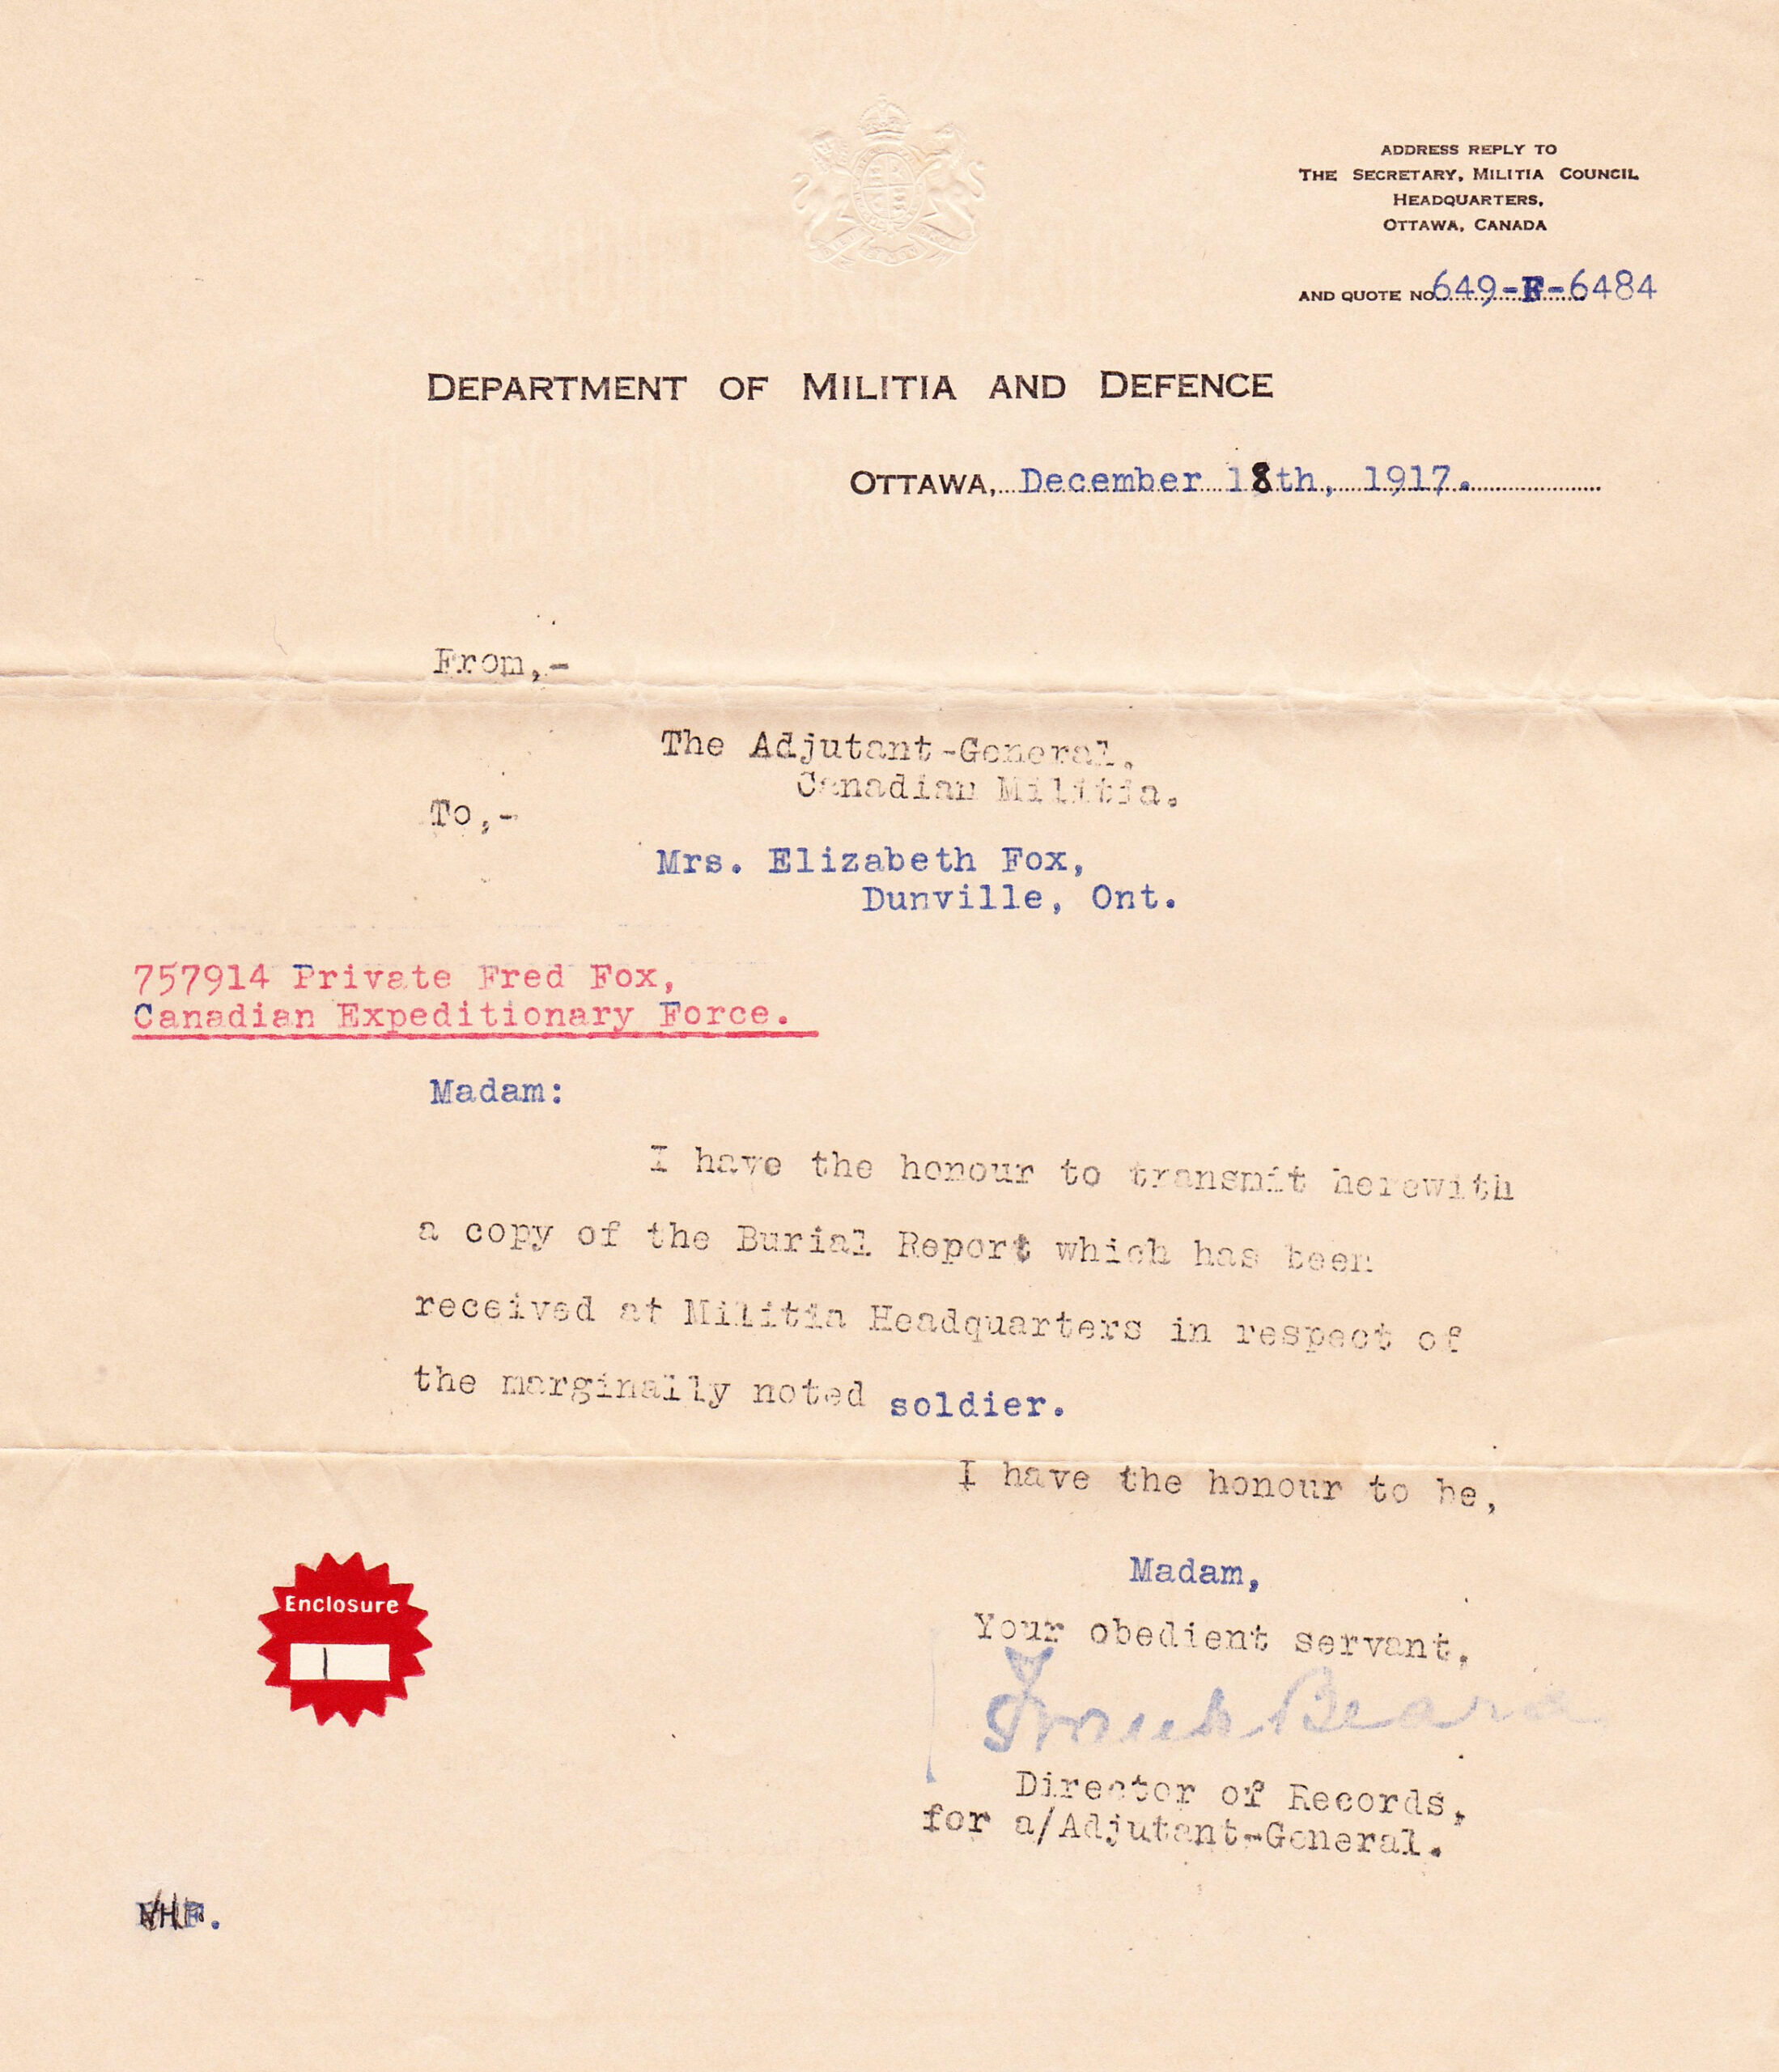 ADDRESS REPLY TO
THE SECRETARY, MILITIA COUNCIL
HEADQUARTERS,
OTTAWA, CANADA
AND QUOTE NO. 649-F-6484
DEPARTMENT OF MILITIA AND DEFENCE
OTTAWA, December 18th, 1917.
From,-
The Adjutant-General,
Canadian Militia.
To,-
Mrs. Elizabeth Fox,
Dunville, Ont.
757914 Private Fred Fox,
Canadian Expeditionary Force.
Madam:
I have the honour to transmit herewith
a copy of the Burial Report which has been
received at Militia Headquarters in respect of
the marginally noted soldier.
I have the honour to be,
Madam,
Your obedient servant,
Enclosure
1
Frank Beard
Director of Records,
for a/Adjutant-General.